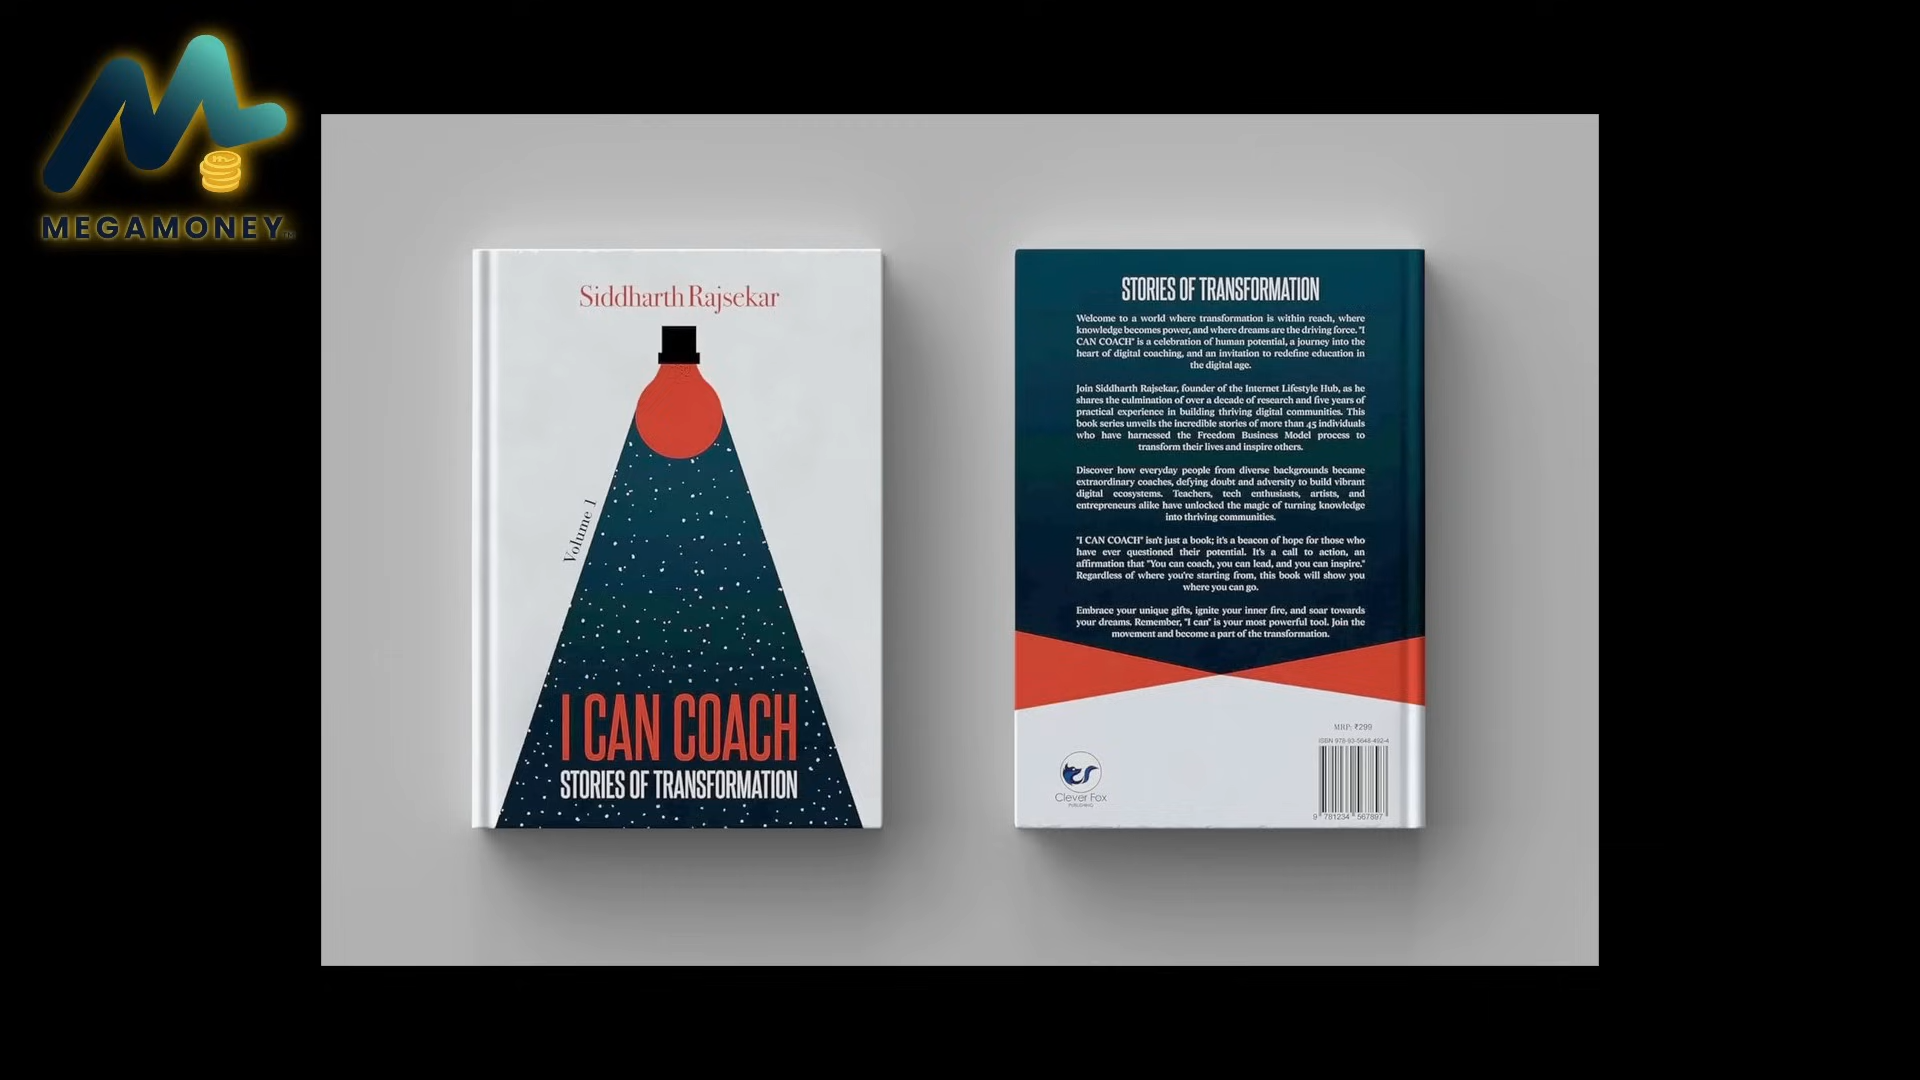 MEGAMONEY
Siddharth Rajsekar
Volume 1
I CAN COACH
STORIES OF TRANSFORMATION
STORIES OF TRANSFORMATION
Welcome to a world where transformation is within reach, where
knowledge becomes power, and where dreams are the driving force. "I
CAN COACH" is a celebration of human potential, a journey into the
heart of digital coaching, and an invitation to redefine education in
the digital age.
Join Siddharth Rajsekar, founder of the Internet Lifestyle Hub, as he
shares the culmination of over a decade of research and five years of
practical experience in building thriving digital communities. This
book series unveils the incredible stories of more than 45 individuals
who have harnessed the Freedom Business Model process to
transform their lives and inspire others.
Discover how everyday people from diverse backgrounds became
extraordinary coaches, defying doubt and adversity to build vibrant
digital ecosystems. Teachers, tech enthusiasts, artists, and
entrepreneurs alike have unlocked the magic of turning knowledge
into thriving communities.
"I CAN COACH" isn't just a book; it's a beacon of hope for those who
have ever questioned their potential. It's a call to action, an
affirmation that "You can coach, you can lead, and you can inspire."
Regardless of where you're starting from, this book will show you
where you can go.
Embrace your unique gifts, ignite your inner fire, and soar towards
your dreams. Remember, "I can" is your most powerful tool. Join the
movement and become a part of the transformation.
MRP: ₹299
ISBN 978-93-5648-492-4
9 781234 567897
Clever Fox
PUBLISHING